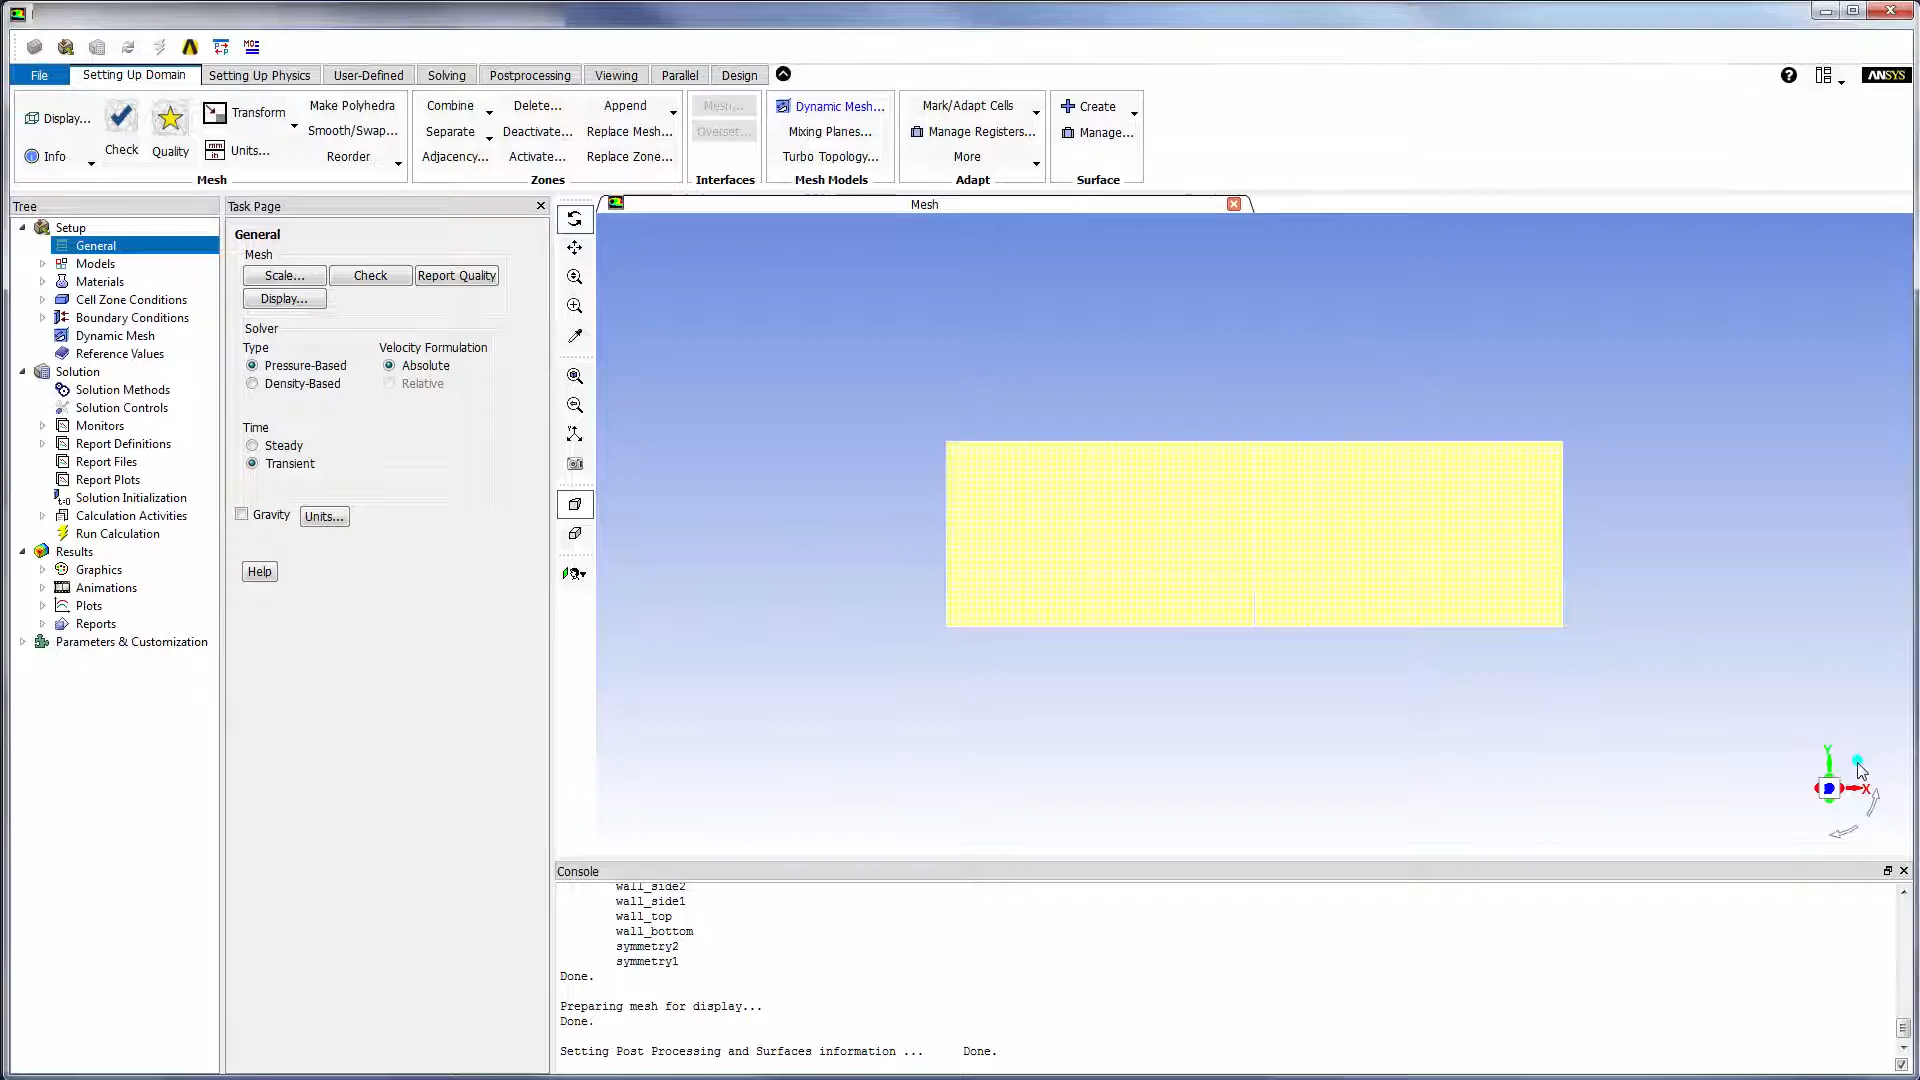 File
Setting Up Domain
Setting Up Physics
User-Defined
Solving
Postprocessing
Viewing
Parallel
Design
ANSYS
Display...
Info
Check
Quality
Transform
Units...
Make Polyhedra
Smooth/Swap...
Reorder
Mesh
Combine
Separate
Adjacency...
Delete...
Deactivate...
Activate...
Append
Replace Mesh...
Replace Zone...
Zones
Mesh...
Overset...
Interfaces
Dynamic Mesh...
Mixing Planes...
Turbo Topology...
Mesh Models
Mark/Adapt Cells
Manage Registers...
More
Adapt
Create
Manage...
Surface
Tree
Setup
General
Models
Materials
Cell Zone Conditions
Boundary Conditions
Dynamic Mesh
Reference Values
Solution
Solution Methods
Solution Controls
Monitors
Report Definitions
Report Files
Report Plots
Solution Initialization
Calculation Activities
Run Calculation
Results
Graphics
Animations
Plots
Reports
Parameters & Customization
Task Page
General
Mesh
Scale...
Check
Report Quality
Display...
Solver
Type
Velocity Formulation
Pressure-Based
Absolute
Density-Based
Relative
Time
Steady
Transient
Gravity
Units...
Help
Mesh
Y
X
Console
wall_side2
wall_side1
wall_top
wall_bottom
symmetry2
symmetry1
Done.
Preparing mesh for display...
Done.
Setting Post Processing and Surfaces information ... Done.